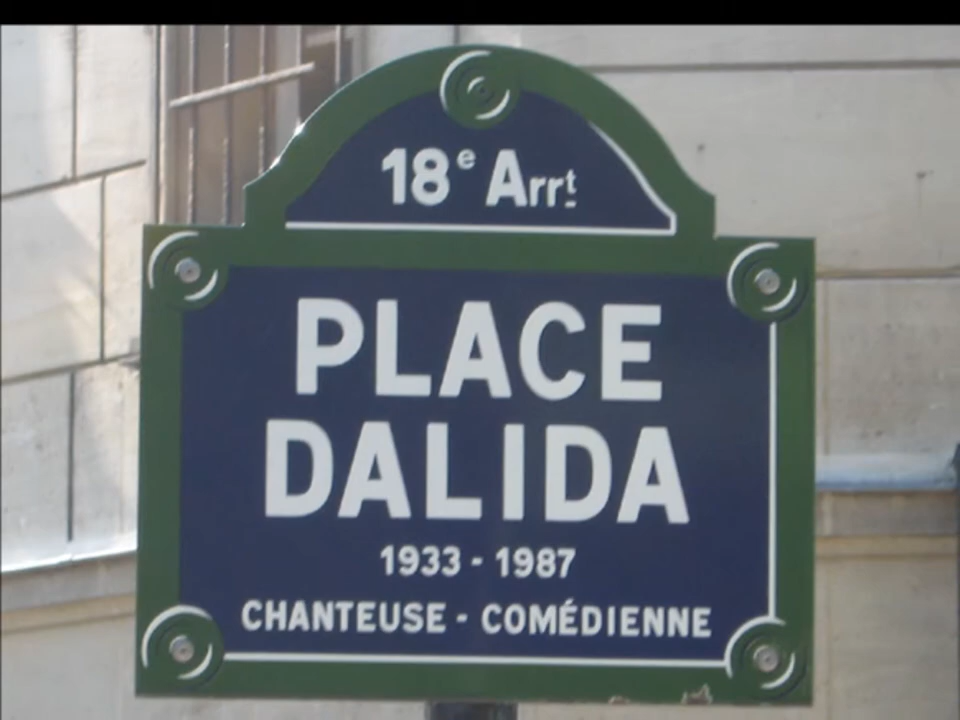 18e Arrt
PLACE
DALIDA
1933 - 1987
CHANTEUSE - COMÉDIENNE